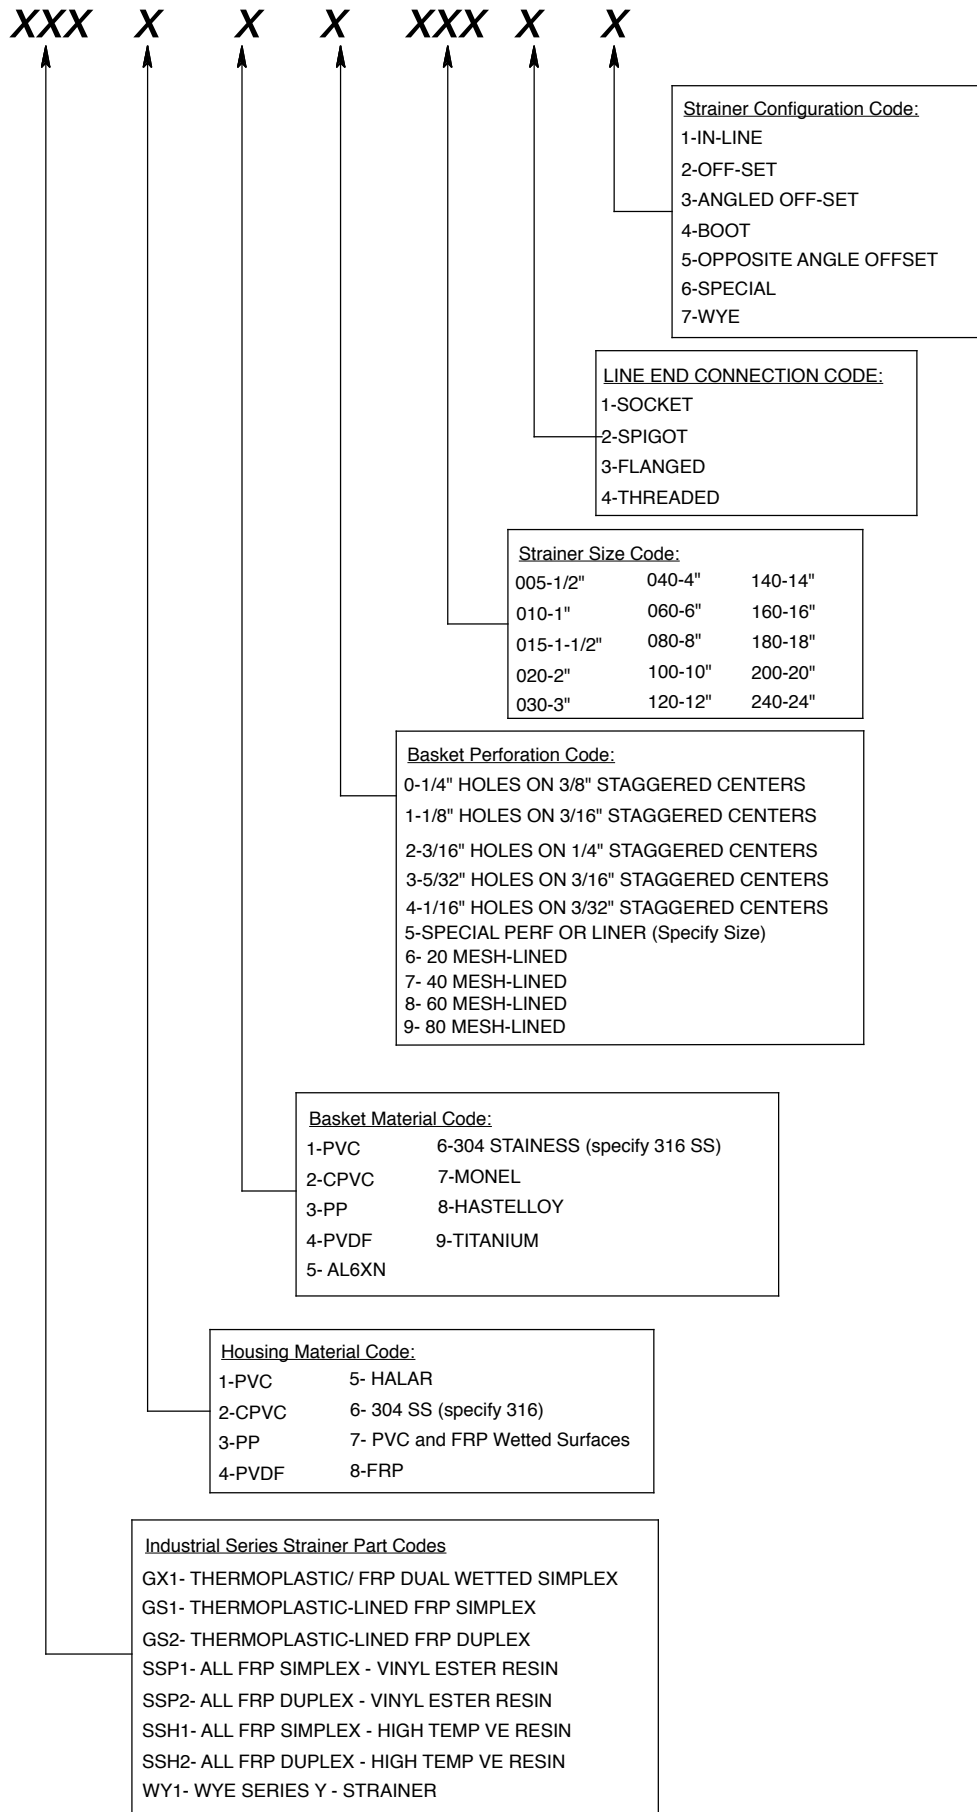 XXX X X X XXX X X
Strainer Configuration Code:
1-IN-LINE
2-OFF-SET
3-ANGLED OFF-SET
4-BOOT
5-OPPOSITE ANGLE OFFSET
6-SPECIAL
7-WYE
LINE END CONNECTION CODE:
1-SOCKET
2-SPIGOT
3-FLANGED
4-THREADED
Strainer Size Code:
005-1/2" 040-4" 140-14"
010-1" 060-6" 160-16"
015-1-1/2" 080-8" 180-18"
020-2" 100-10" 200-20"
030-3" 120-12" 240-24"
Basket Perforation Code:
0-1/4" HOLES ON 3/8" STAGGERED CENTERS
1-1/8" HOLES ON 3/16" STAGGERED CENTERS
2-3/16" HOLES ON 1/4" STAGGERED CENTERS
3-5/32" HOLES ON 3/16" STAGGERED CENTERS
4-1/16" HOLES ON 3/32" STAGGERED CENTERS
5-SPECIAL PERF OR LINER (Specify Size)
6- 20 MESH-LINED
7- 40 MESH-LINED
8- 60 MESH-LINED
9- 80 MESH-LINED
Basket Material Code:
1-PVC 6-304 STAINESS (specify 316 SS)
2-CPVC 7-MONEL
3-PP 8-HASTELLOY
4-PVDF 9-TITANIUM
5- AL6XN
Housing Material Code:
1-PVC 5- HALAR
2-CPVC 6- 304 SS (specify 316)
3-PP 7- PVC and FRP Wetted Surfaces
4-PVDF 8-FRP
Industrial Series Strainer Part Codes
GX1- THERMOPLASTIC/ FRP DUAL WETTED SIMPLEX
GS1- THERMOPLASTIC-LINED FRP SIMPLEX
GS2- THERMOPLASTIC-LINED FRP DUPLEX
SSP1- ALL FRP SIMPLEX - VINYL ESTER RESIN
SSP2- ALL FRP DUPLEX - VINYL ESTER RESIN
SSH1- ALL FRP SIMPLEX - HIGH TEMP VE RESIN
SSH2- ALL FRP DUPLEX - HIGH TEMP VE RESIN
WY1- WYE SERIES Y - STRAINER